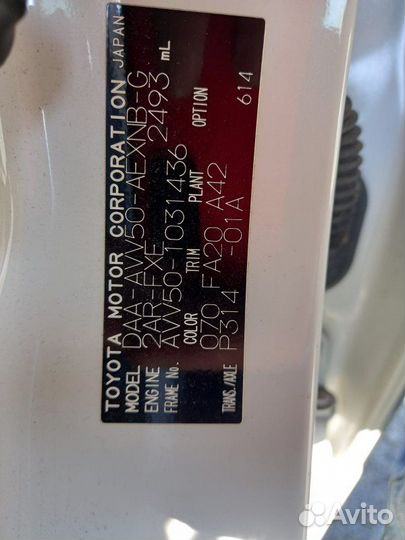 TOYOTA MOTOR CORPORATION JAPAN
MODEL DAA-AVV50-AEXNB-G
ENGINE 2AR-FXE 2493 mL
FRAME No. AVV50-1031436
COLOR TRIM PLANT OPTION
070 FA20 A42 614
TRANS./AXLE P314 -01A
Avito